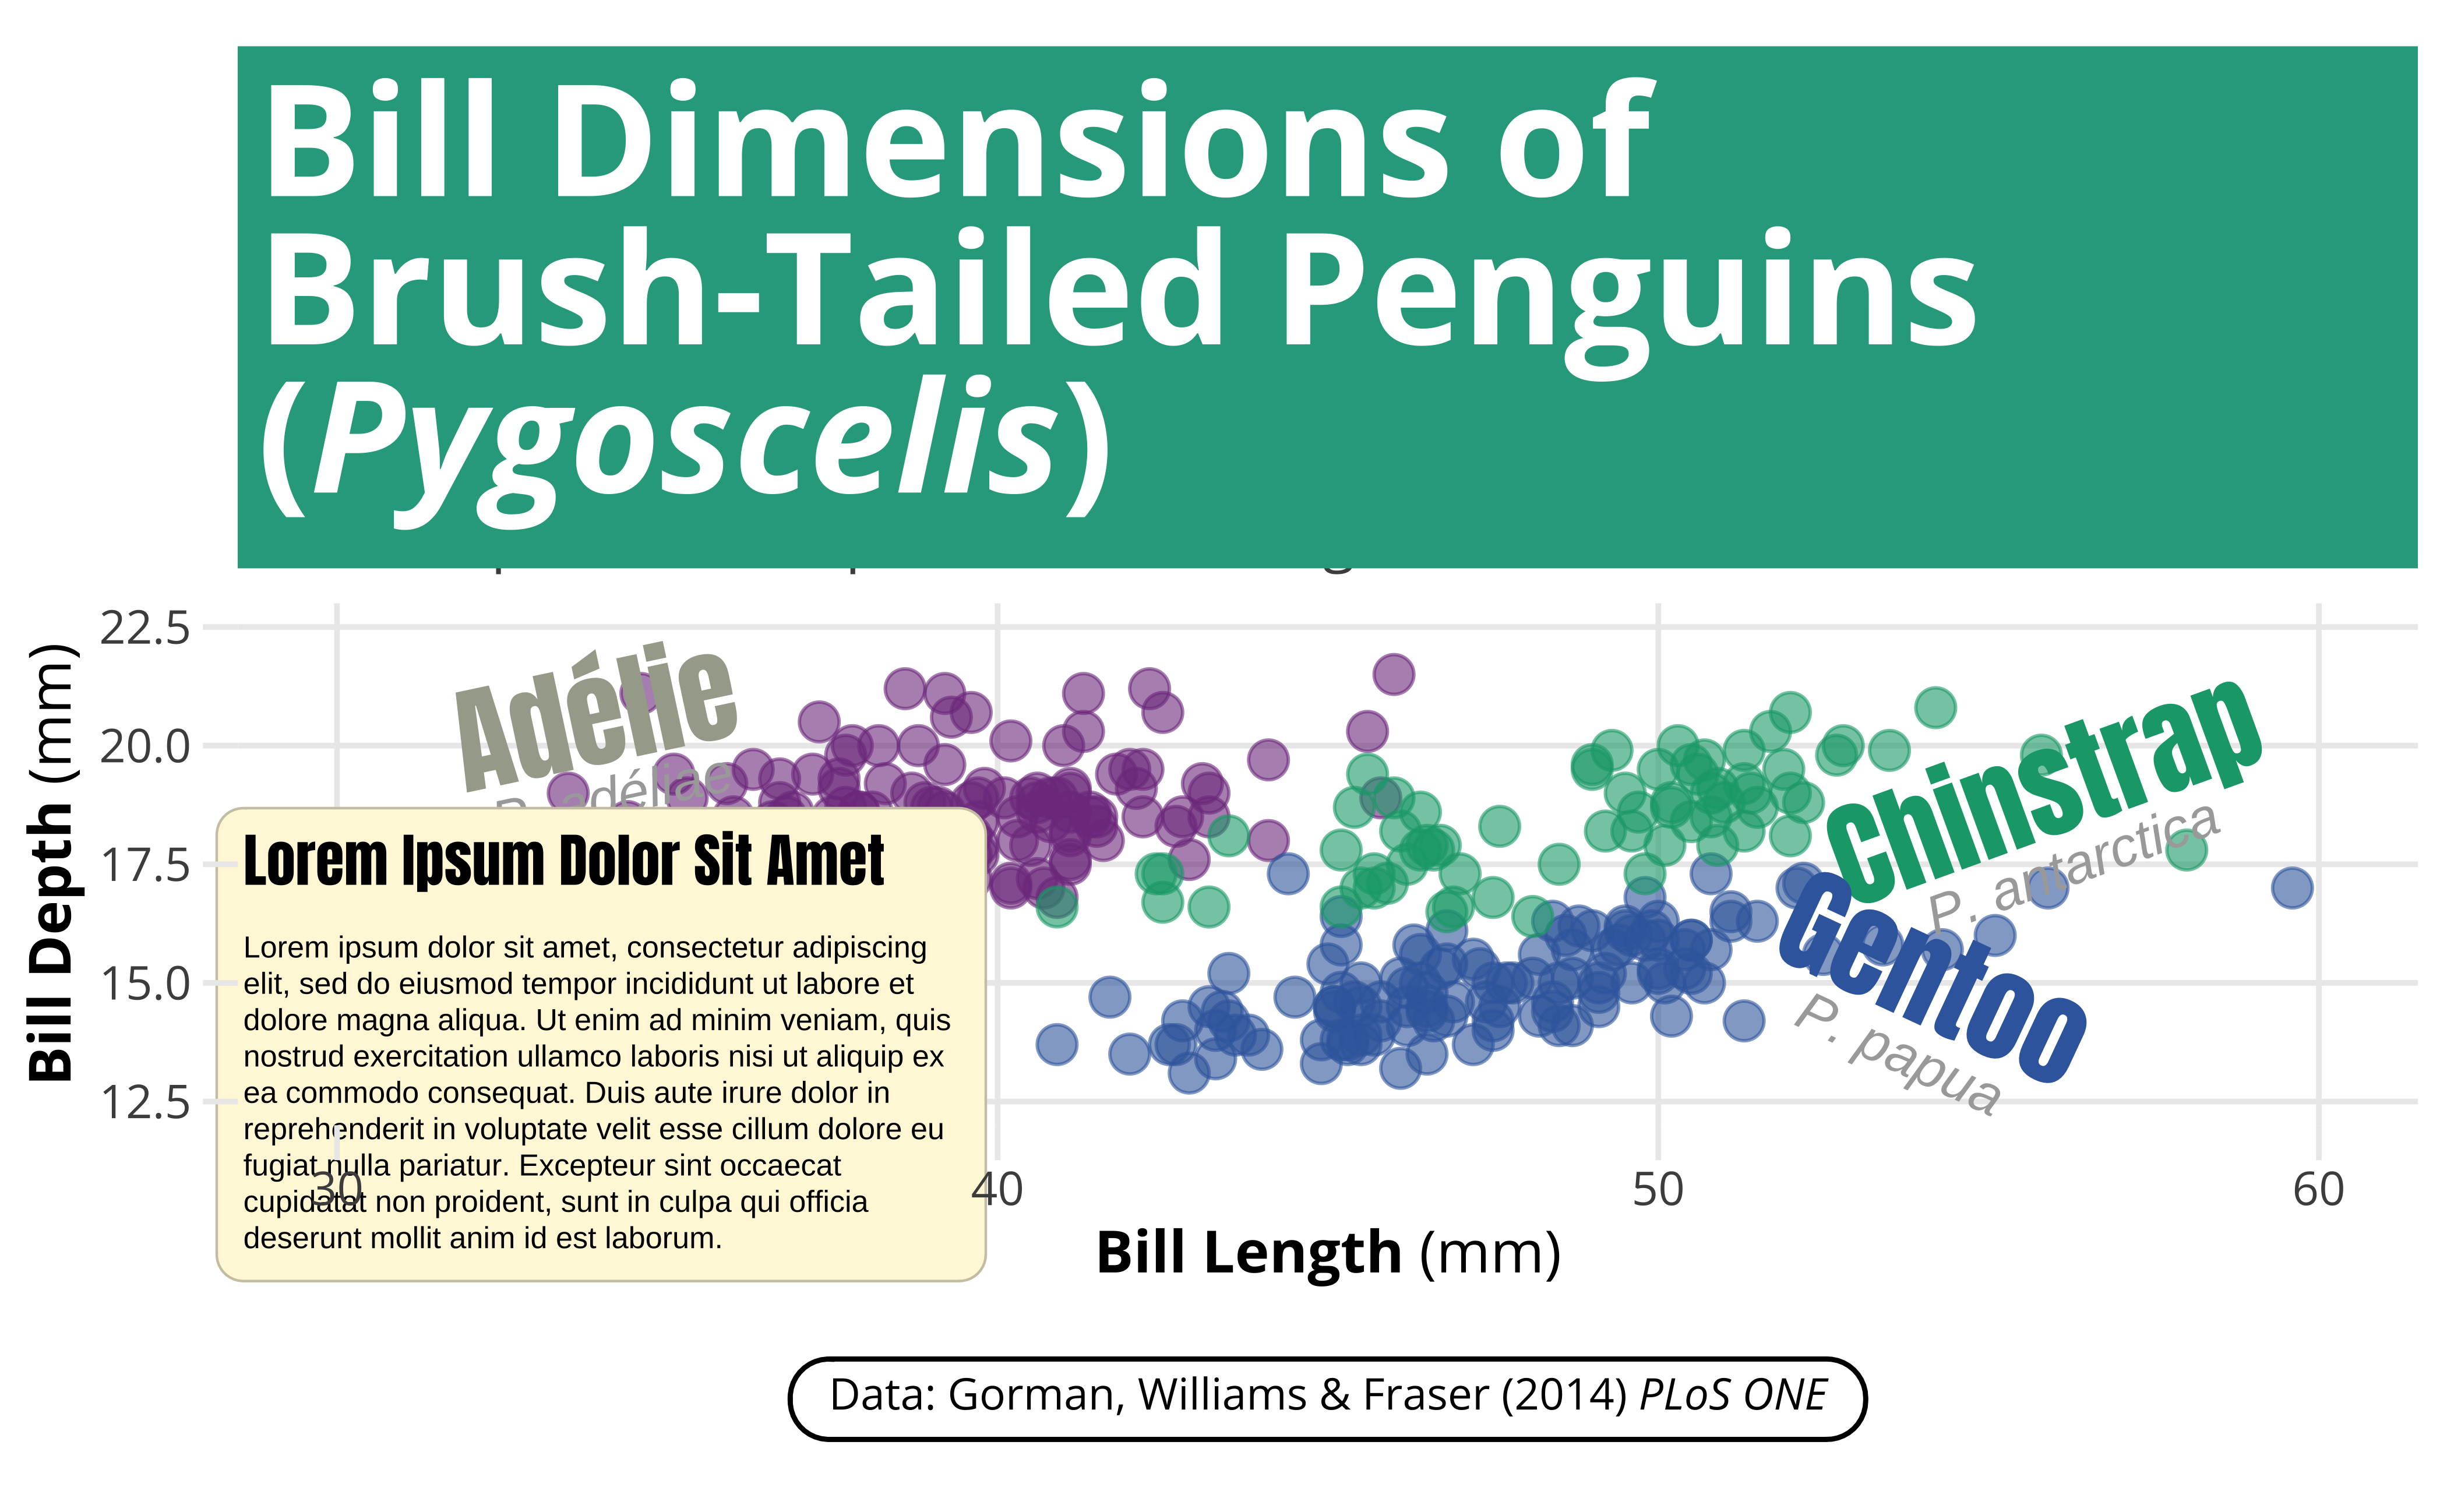 Bill Dimensions of
Brush-Tailed Penguins
(Pygoscelis)
22.5
20.0
17.5
15.0
12.5
Bill Depth (mm)
Adélie
P. adéliae
Chinstrap
P. antarctica
Gentoo
P. papua
Lorem Ipsum Dolor Sit Amet
Lorem ipsum dolor sit amet, consectetur adipiscing
elit, sed do eiusmod tempor incididunt ut labore et
dolore magna aliqua. Ut enim ad minim veniam, quis
nostrud exercitation ullamco laboris nisi ut aliquip ex
ea commodo consequat. Duis aute irure dolor in
reprehenderit in voluptate velit esse cillum dolore eu
fugiat nulla pariatur. Excepteur sint occaecat
cupidatat non proident, sunt in culpa qui officia
deserunt mollit anim id est laborum.
30
40
50
60
Bill Length (mm)
Data: Gorman, Williams & Fraser (2014) PLoS ONE